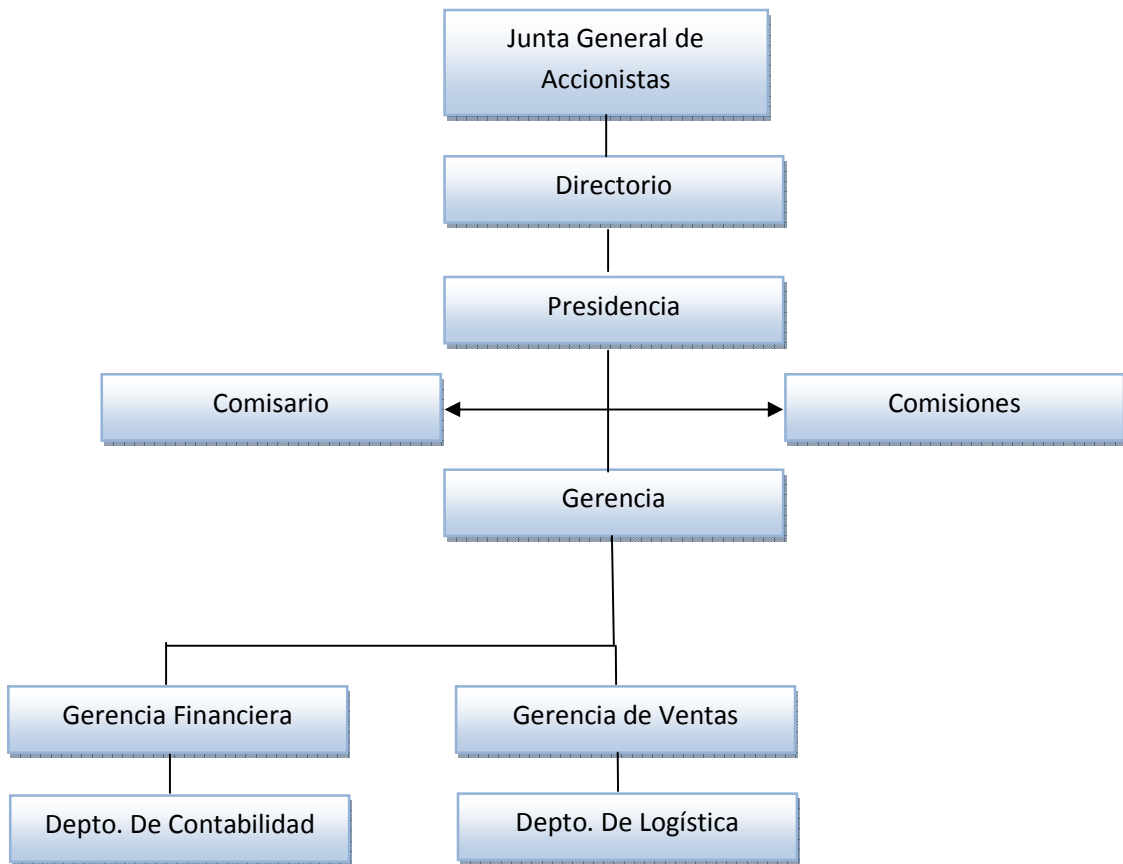 Junta General de
Accionistas
Directorio
Presidencia
Comisario
Comisiones
Gerencia
Gerencia Financiera
Gerencia de Ventas
Depto. De Contabilidad
Depto. De Logística